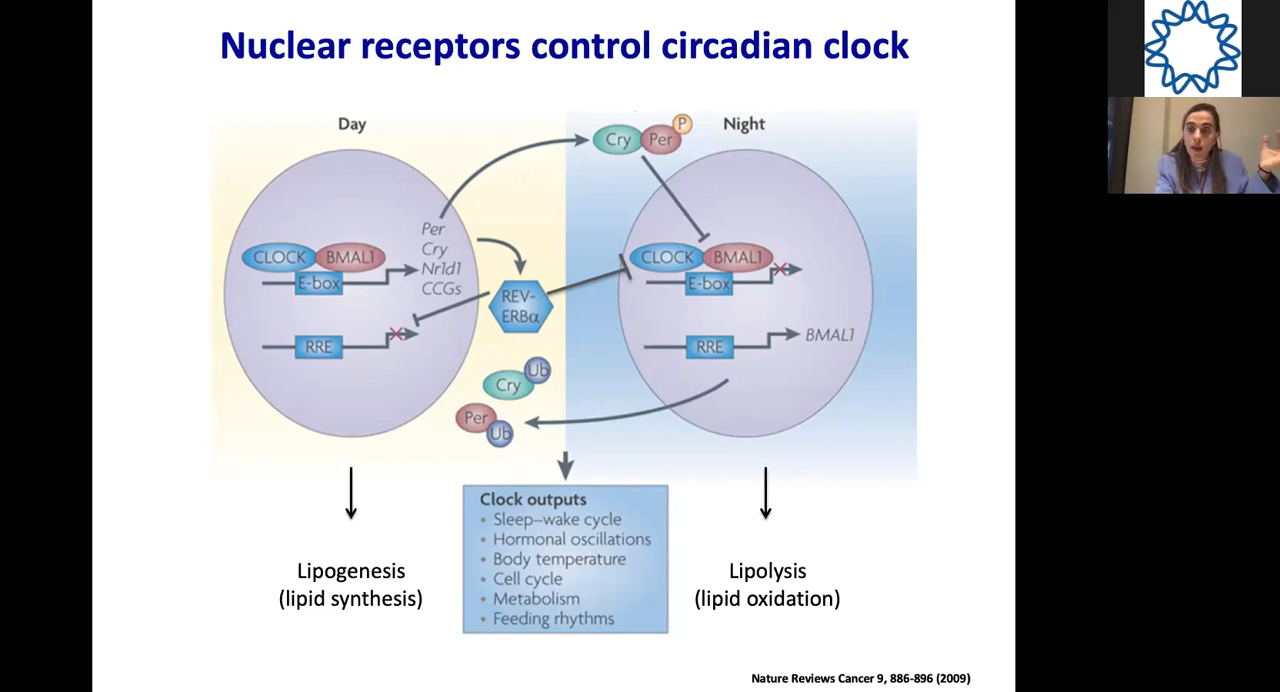 Nuclear receptors control circadian clock
Day
Night
Cry Per P
Per
Cry
Nr1d1
CCGs
CLOCK BMAL1
E-box
RRE
REV-
ERBα
CLOCK BMAL1
E-box
RRE
BMAL1
Cry Ub
Per Ub
Clock outputs
• Sleep–wake cycle
• Hormonal oscillations
• Body temperature
• Cell cycle
• Metabolism
• Feeding rhythms
Lipogenesis
(lipid synthesis)
Lipolysis
(lipid oxidation)
Nature Reviews Cancer 9, 886-896 (2009)